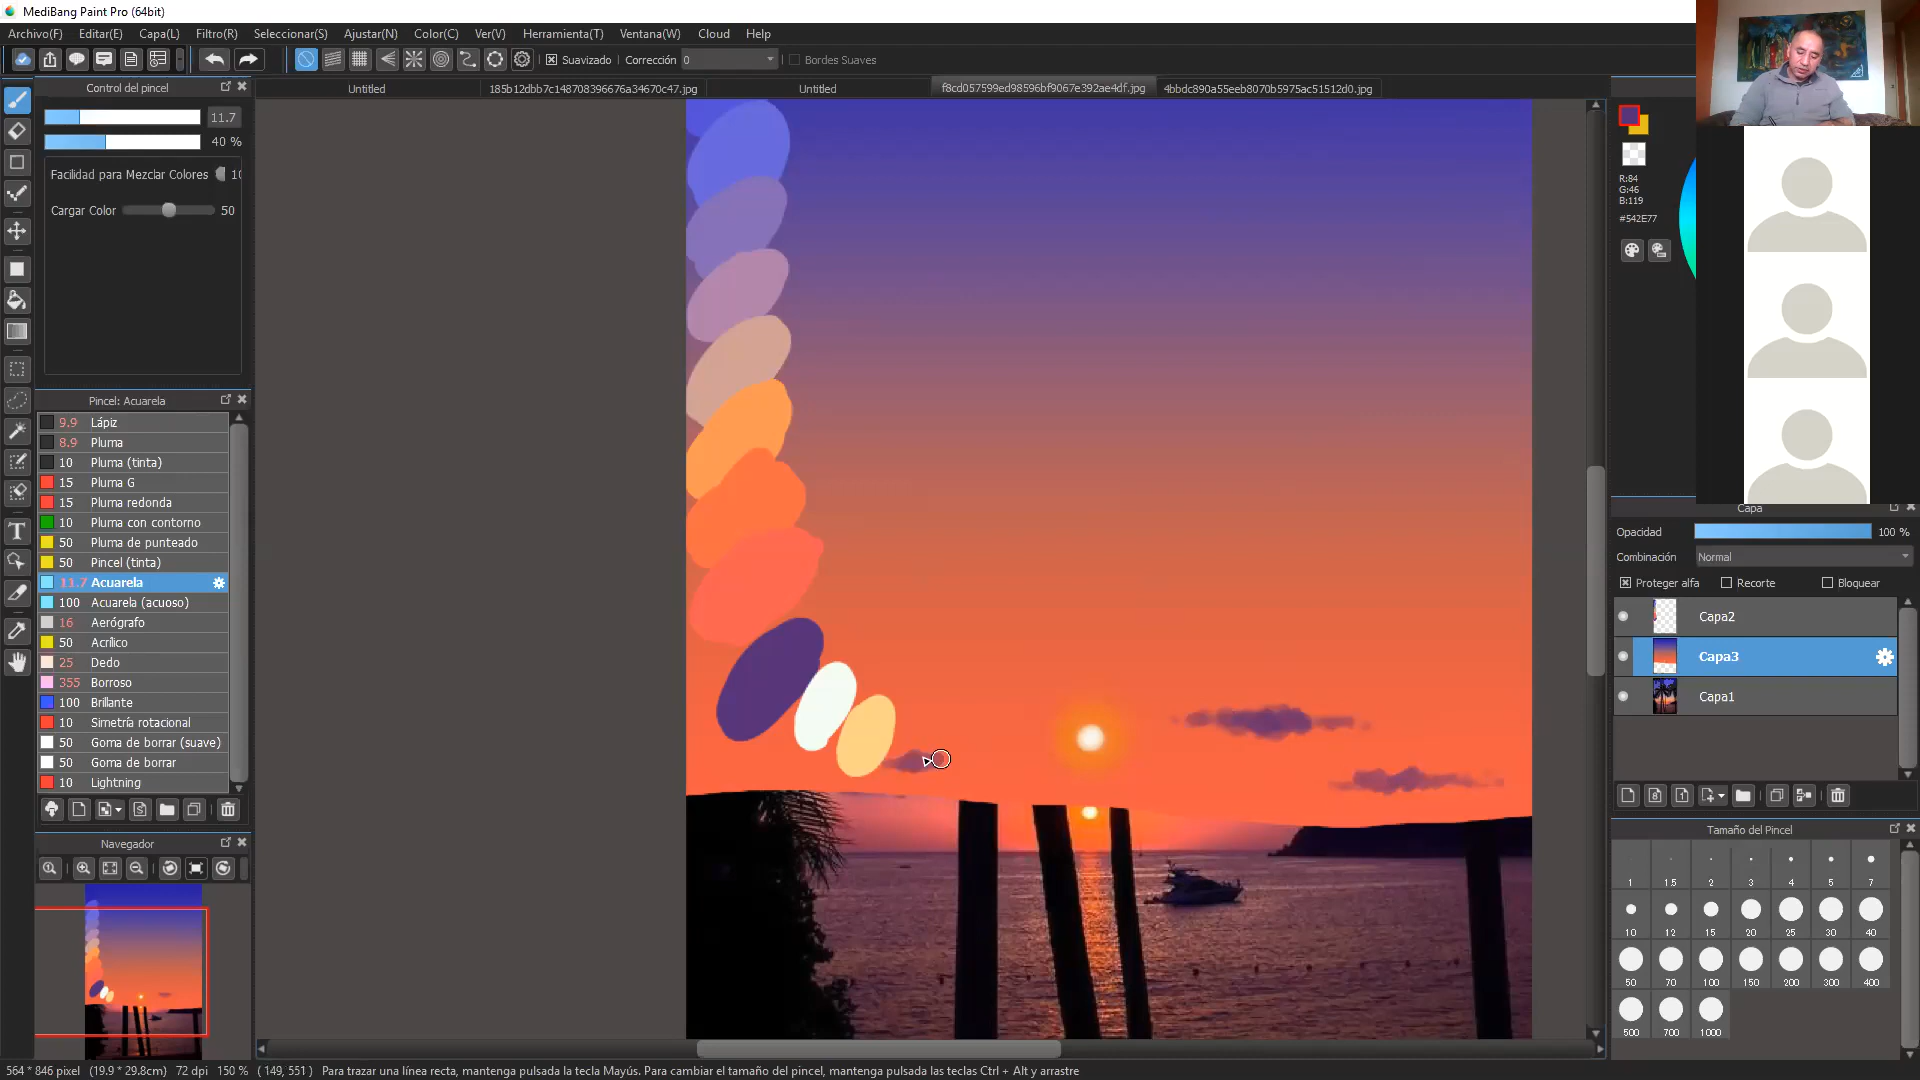 MediBang Paint Pro (64bit)
Archivo(F) Editar(E) Capa(L) Filtro(R) Seleccionar(S) Ajustar(N) Color(C) Ver(V) Herramienta(T) Ventana(W) Cloud Help
Suavizado Corrección 0 Bordes Suaves
Control del pincel
Untitled 185b12dbb7c148708396676a34670c47.jpg Untitled f8cd057599ed98596bf9067e392ae4df.jpg 4bbdc890a55eeb8070b5975ac51512d0.jpg
11.7
40 %
Facilidad para Mezclar Colores 10
Cargar Color 50
R:84
G:46
B:119
#542E77
Pincel: Acuarela
9.9 Lápiz
8.9 Pluma
10 Pluma (tinta)
15 Pluma G
15 Pluma redonda
10 Pluma con contorno
50 Pluma de punteado
50 Pincel (tinta)
11.7 Acuarela
100 Acuarela (acuoso)
16 Aerógrafo
50 Acrílico
25 Dedo
355 Borroso
100 Brillante
10 Simetría rotacional
50 Goma de borrar (suave)
50 Goma de borrar
10 Lightning
Capa
Opacidad 100 %
Combinación Normal
Proteger alfa Recorte Bloquear
Capa2
Capa3
Capa1
Navegador
Tamaño del Pincel
1 1.5 2 3 4 5 7
10 12 15 20 25 30 40
50 70 100 150 200 300 400
500 700 1000
564 * 846 pixel (19.9 * 29.8cm) 72 dpi 150 % ( 149, 551 ) Para trazar una línea recta, mantenga pulsada la tecla Mayús. Para cambiar el tamaño del pincel, mantenga pulsadas las teclas Ctrl + Alt y arrastre